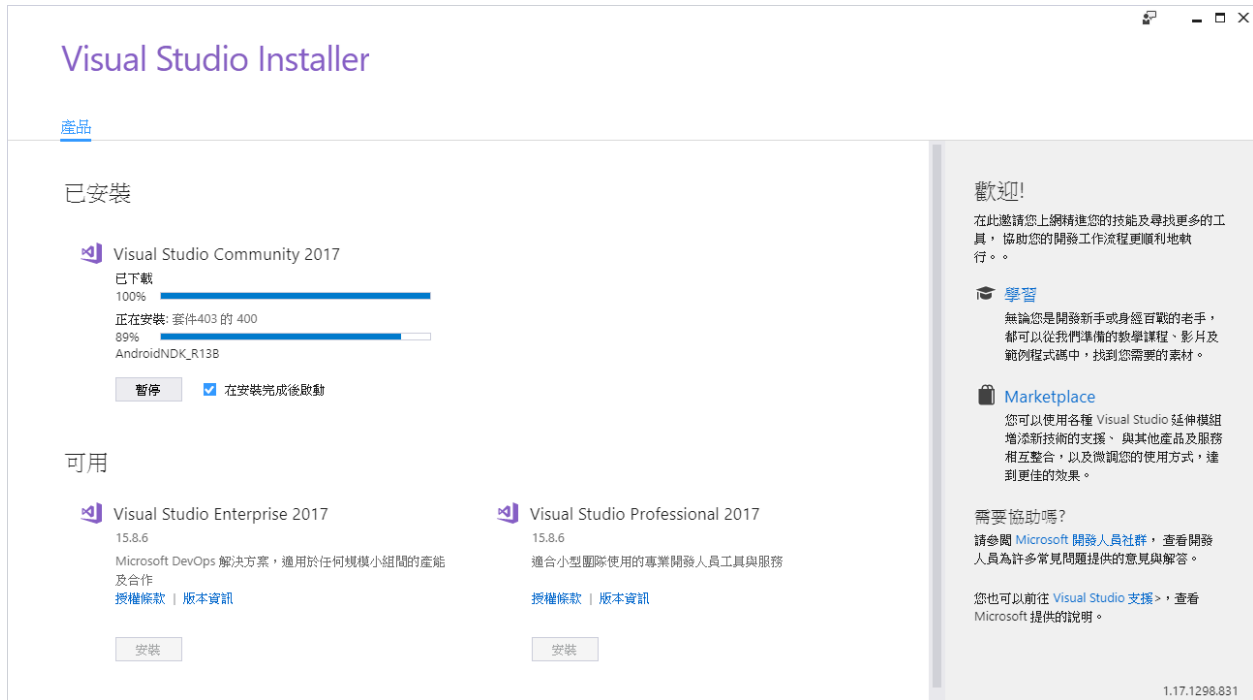 Visual Studio Installer
產品
已安裝
Visual Studio Community 2017
已下載
100%
正在安裝: 套件403 的 400
89%
AndroidNDK_R13B
暫停
在安裝完成後啟動
可用
Visual Studio Enterprise 2017
15.8.6
Microsoft DevOps 解決方案，適用於任何規模小組間的產能
及合作
授權條款 | 版本資訊
安裝
Visual Studio Professional 2017
15.8.6
適合小型團隊使用的專業開發人員工具與服務
授權條款 | 版本資訊
安裝
歡迎!
在此邀請您上網精進您的技能及尋找更多的工
具， 協助您的開發工作流程更順利地執
行。。
學習
無論您是開發新手或身經百戰的老手，
都可以從我們準備的教學課程、影片及
範例程式碼中，找到您需要的素材。
Marketplace
您可以使用各種 Visual Studio 延伸模組
增添新技術的支援、 與其他產品及服務
相互整合，以及微調您的使用方式，達
到更佳的效果。
需要協助嗎?
請參閱 Microsoft 開發人員社群， 查看開發
人員為許多常見問題提供的意見與解答。
您也可以前往 Visual Studio 支援>，查看
Microsoft 提供的說明。
1.17.1298.831